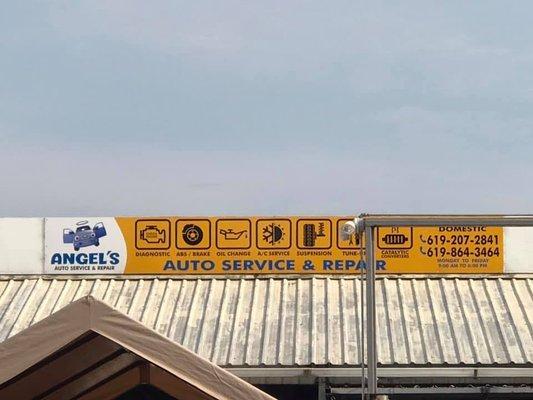 ANGEL'S
AUTO SERVICE & REPAIR
DIAGNOSTIC
ABS / BRAKE
OIL CHANGE
A/C SERVICE
SUSPENSION
CATALYTIC
CONVERTERS
AUTO SERVICE & REPAIR
DOMESTIC
619-207-2841
619-864-3464
MONDAY TO FRIDAY
9:00 AM TO 6:00 PM